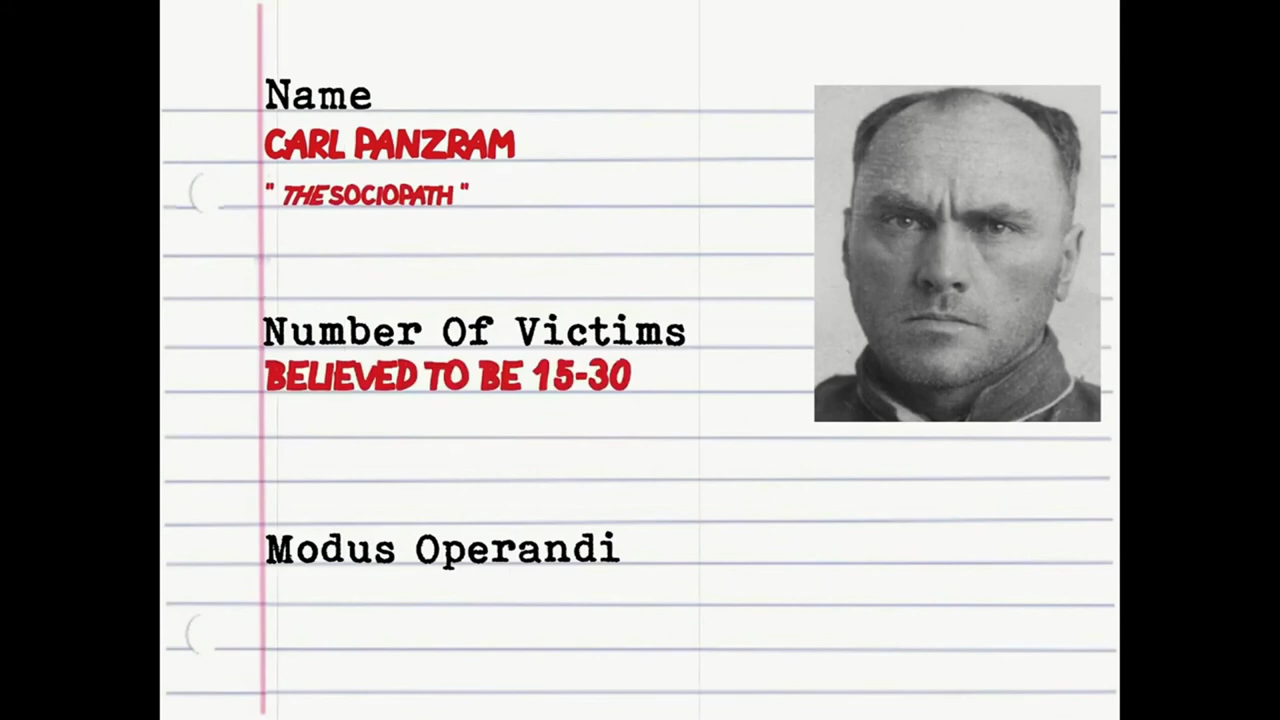 Name
CARL PANZRAM
" THE SOCIOPATH "
Number Of Victims
BELIEVED TO BE 15-30
Modus Operandi